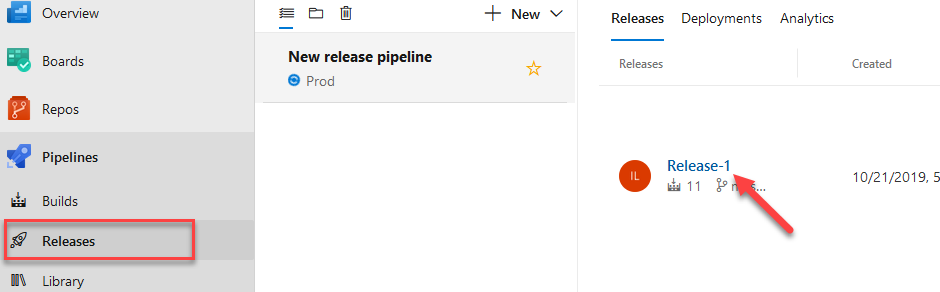 Overview
Boards
Repos
Pipelines
Builds
Releases
Library
New
New release pipeline
Prod
Releases Deployments Analytics
Releases Created
Release-1
IL
11
10/21/2019, 5